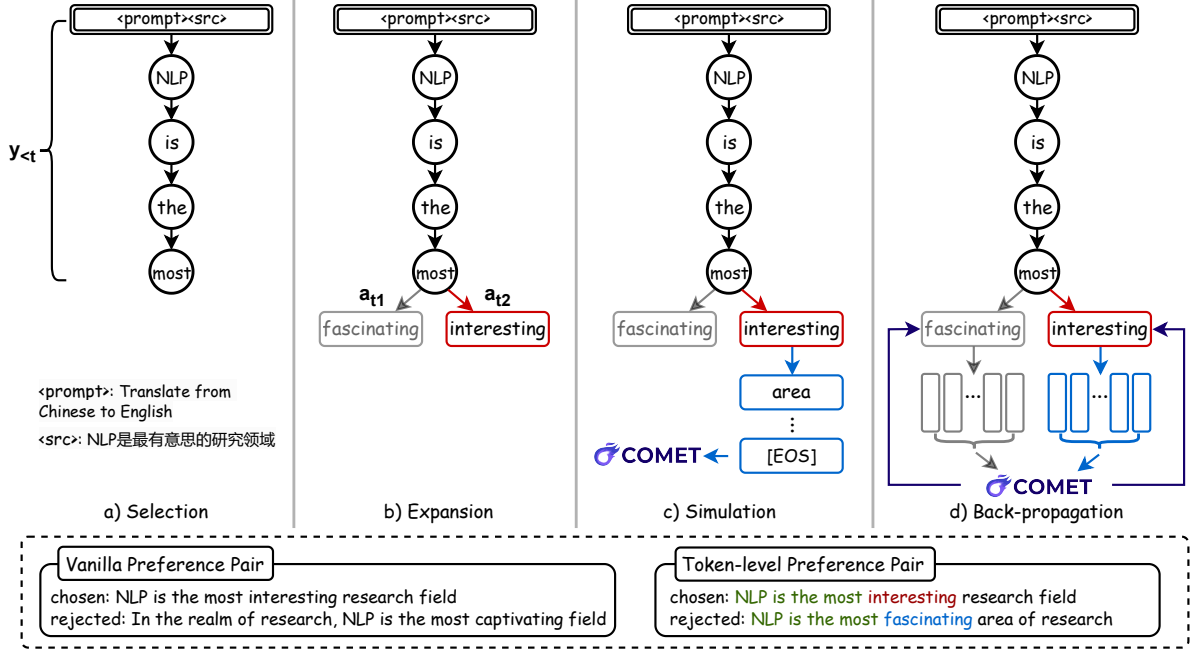 <prompt><src>
NLP
is
the
most
y<t
<prompt>: Translate from
Chinese to English
<src>: NLP是最有意思的研究领域
a) Selection
<prompt><src>
NLP
is
the
most
at1
at2
fascinating
interesting
b) Expansion
<prompt><src>
NLP
is
the
most
fascinating
interesting
area
[EOS]
COMET
c) Simulation
<prompt><src>
NLP
is
the
most
fascinating
interesting
...
...
COMET
d) Back-propagation
Vanilla Preference Pair
chosen: NLP is the most interesting research field
rejected: In the realm of research, NLP is the most captivating field
Token-level Preference Pair
chosen: NLP is the most interesting research field
rejected: NLP is the most fascinating area of research